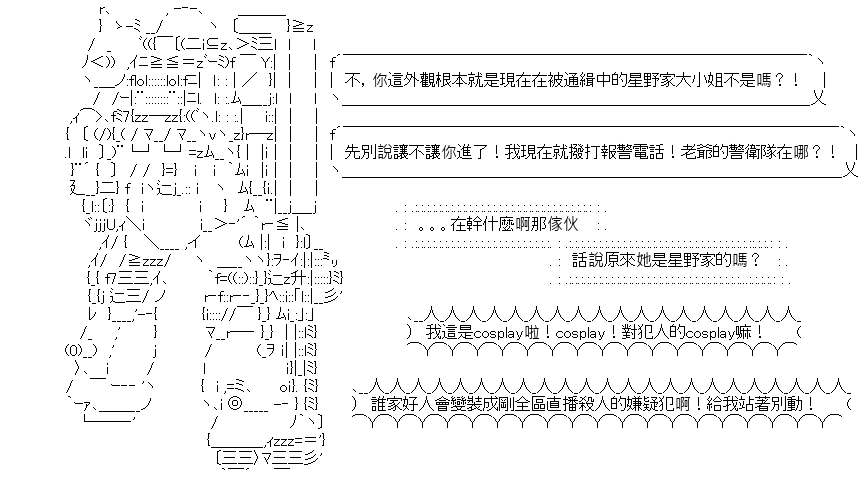 不，你這外觀根本就是現在在被通緝中的星野家大小姐不是嗎？！
先別說讓不讓你進了！我現在就撥打報警電話！老爺的警衛隊在哪？！
。。。在幹什麼啊那傢伙
話說原來她是星野家的嗎？
我這是cosplay啦！cosplay！對犯人的cosplay嘛！
誰家好人會變裝成剛全區直播殺人的嫌疑犯啊！給我站著別動！